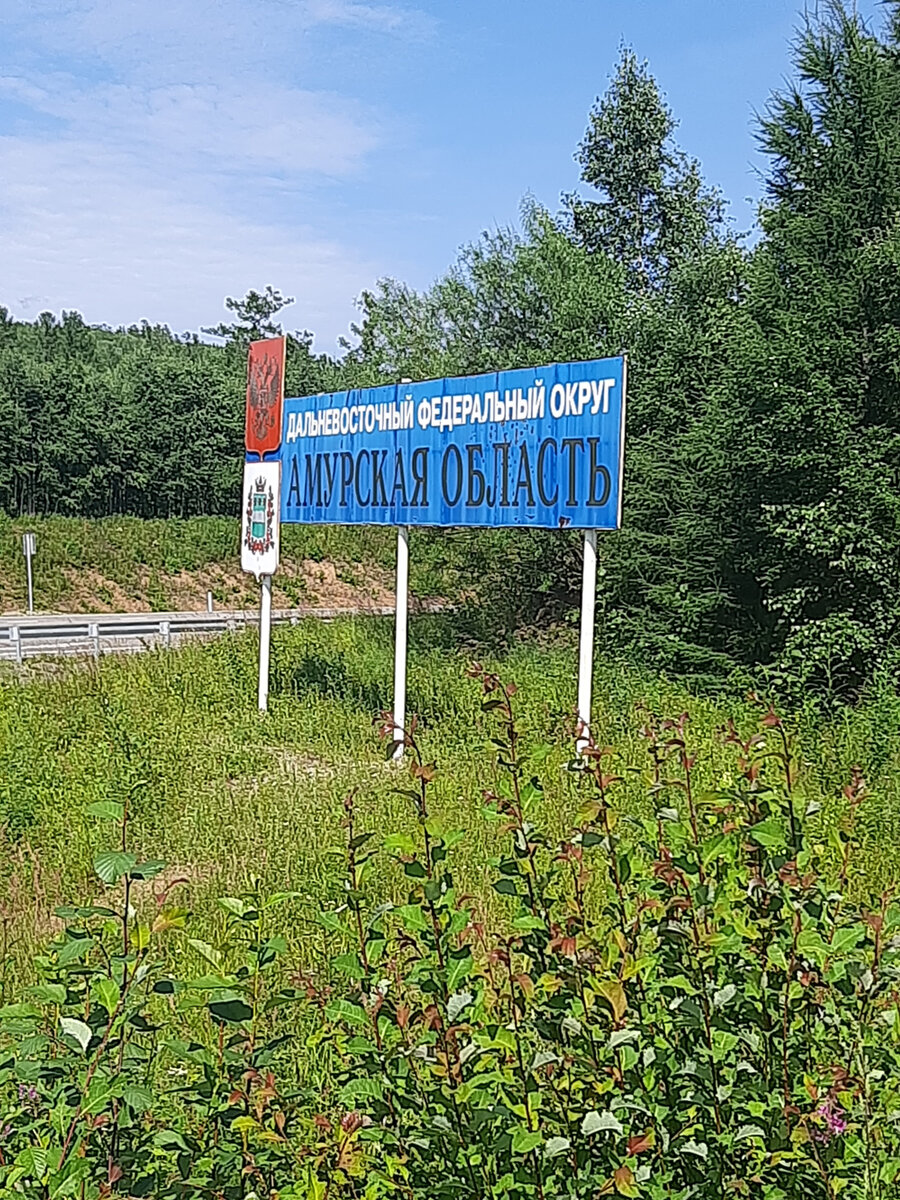 ДАЛЬНЕВОСТОЧНЫЙ ФЕДЕРАЛЬНЫЙ ОКРУГ
АМУРСКАЯ ОБЛАСТЬ